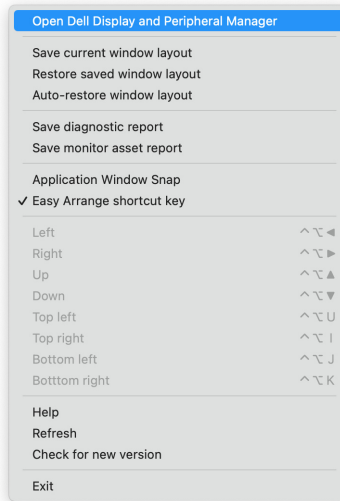 Open Dell Display and Peripheral Manager
Save current window layout
Restore saved window layout
Auto-restore window layout
Save diagnostic report
Save monitor asset report
Application Window Snap
✓ Easy Arrange shortcut key
Left ^⌥◀
Right ^⌥▶
Up ^⌥▲
Down ^⌥▼
Top left ^⌥U
Top right ^⌥I
Bottom left ^⌥J
Botttom right ^⌥K
Help
Refresh
Check for new version
Exit